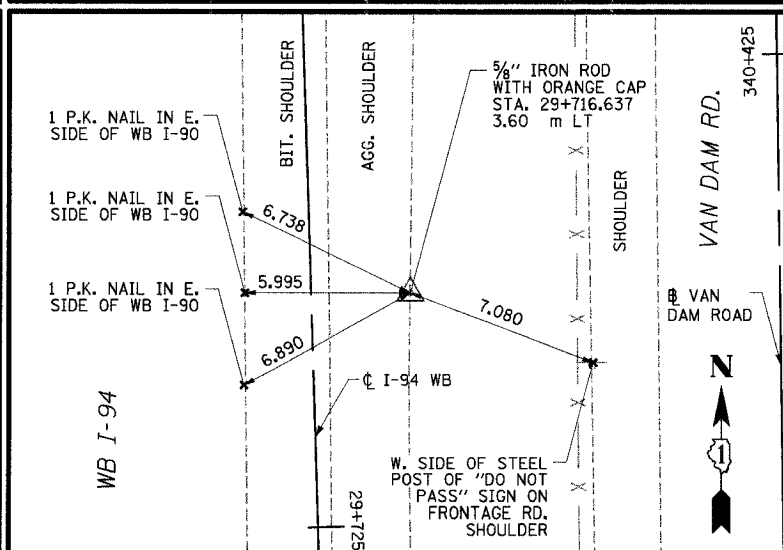 1 P.K. NAIL IN E.
SIDE OF WB I-90
1 P.K. NAIL IN E.
SIDE OF WB I-90
1 P.K. NAIL IN E.
SIDE OF WB I-90
WB I-94
BIT. SHOULDER
AGG. SHOULDER
6.738
5.995
6.890
7.080
⅝" IRON ROD
WITH ORANGE CAP
STA. 29+716.637
3.60 m LT
℄ I-94 WB
29+725
W. SIDE OF STEEL
POST OF "DO NOT
PASS" SIGN ON
FRONTAGE RD.
SHOULDER
SHOULDER
VAN DAM RD.
340+425
BL VAN
DAM ROAD
N
1